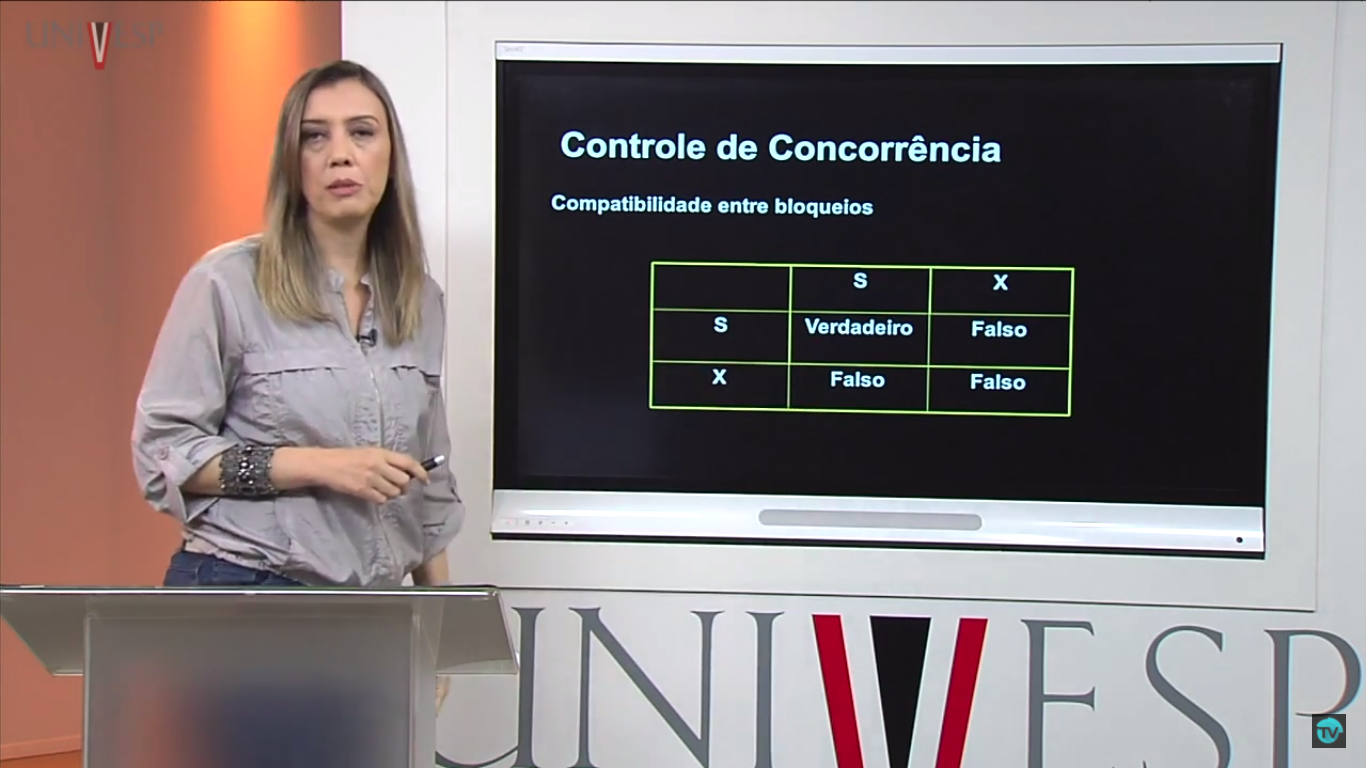 UNIVESP
Controle de Concorrência
Compatibilidade entre bloqueios
S X
S Verdadeiro Falso
X Falso Falso
UNIVESP
TV